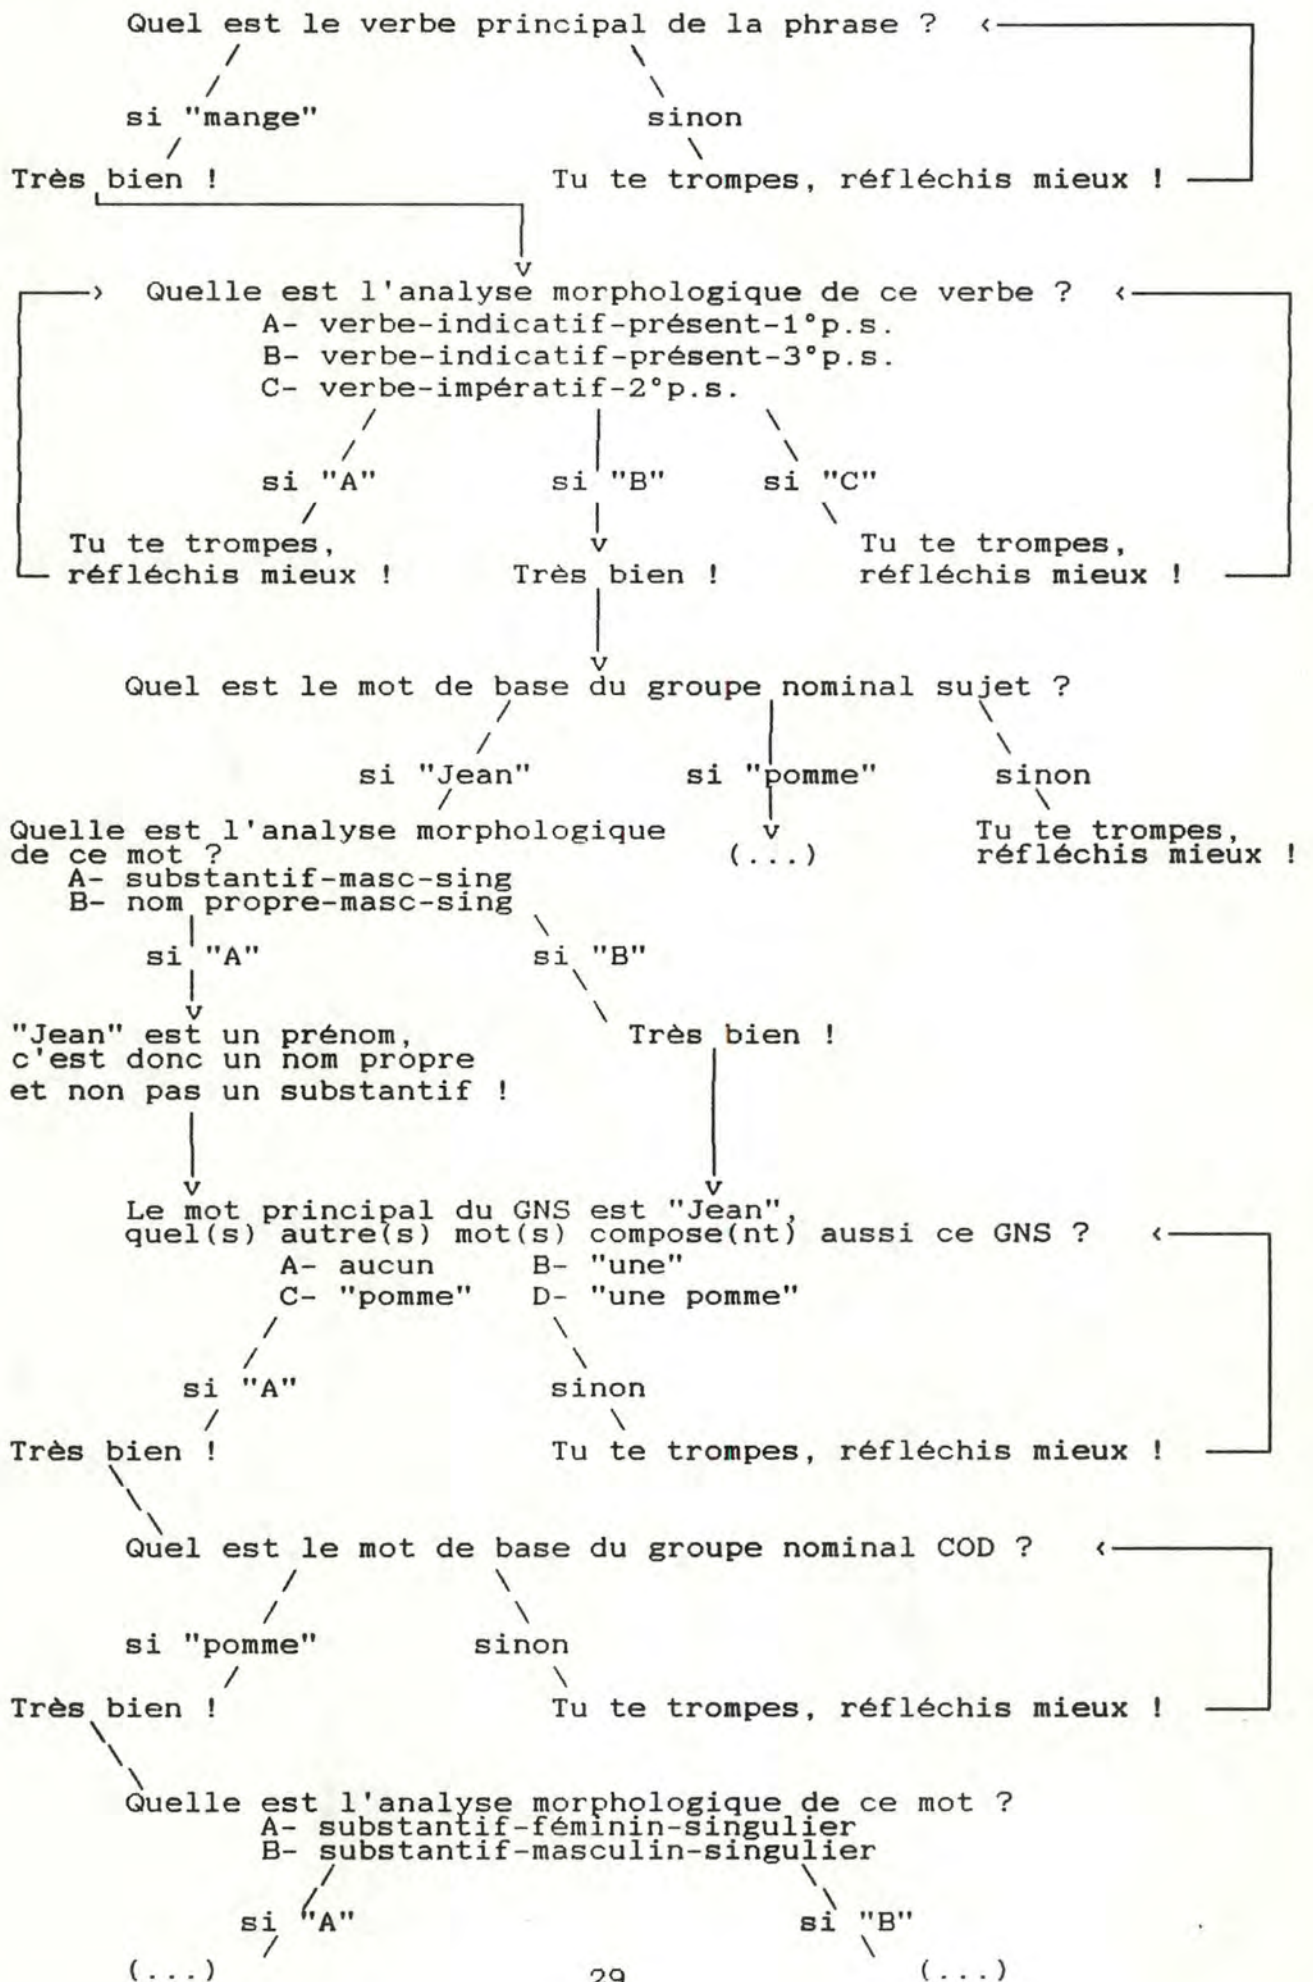 Quel est le verbe principal de la phrase ?
si "mange" sinon
Très bien ! Tu te trompes, réfléchis mieux !
Quelle est l'analyse morphologique de ce verbe ?
A- verbe-indicatif-présent-1°p.s.
B- verbe-indicatif-présent-3°p.s.
C- verbe-impératif-2°p.s.
si "A" si "B" si "C"
Tu te trompes, Tu te trompes,
réfléchis mieux ! Très bien ! réfléchis mieux !
Quel est le mot de base du groupe nominal sujet ?
si "Jean" si "pomme" sinon
Quelle est l'analyse morphologique
de ce mot ?
A- substantif-masc-sing
B- nom propre-masc-sing
(...)
Tu te trompes,
réfléchis mieux !
si "A" si "B"
"Jean" est un prénom,
c'est donc un nom propre
et non pas un substantif !
Très bien !
Le mot principal du GNS est "Jean",
quel(s) autre(s) mot(s) compose(nt) aussi ce GNS ?
A- aucun B- "une"
C- "pomme" D- "une pomme"
si "A" sinon
Très bien ! Tu te trompes, réfléchis mieux !
Quel est le mot de base du groupe nominal COD ?
si "pomme" sinon
Très bien ! Tu te trompes, réfléchis mieux !
Quelle est l'analyse morphologique de ce mot ?
A- substantif-féminin-singulier
B- substantif-masculin-singulier
si "A" si "B"
(...) (...)
29